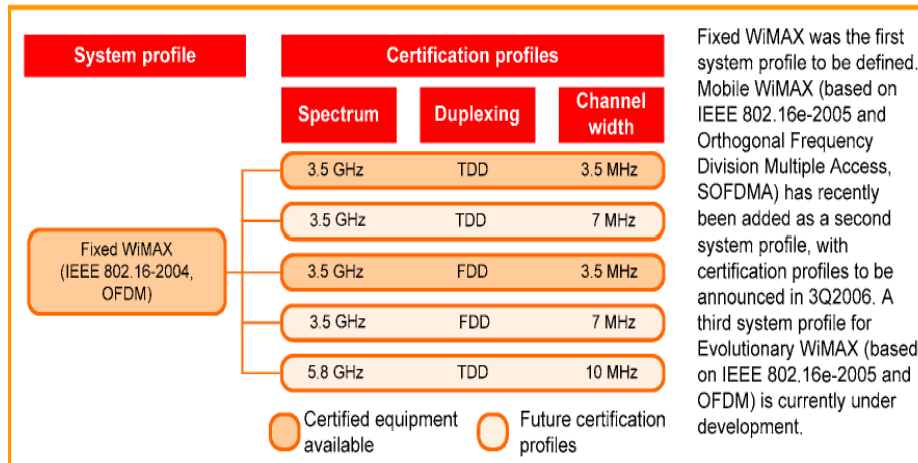 System profile
Certification profiles
Spectrum
Duplexing
Channel
width
3.5 GHz TDD 3.5 MHz
3.5 GHz TDD 7 MHz
3.5 GHz FDD 3.5 MHz
3.5 GHz FDD 7 MHz
5.8 GHz TDD 10 MHz
Fixed WiMAX
(IEEE 802.16-2004,
OFDM)
Certified equipment
available
Future certification
profiles
Fixed WiMAX was the first
system profile to be defined.
Mobile WiMAX (based on
IEEE 802.16e-2005 and
Orthogonal Frequency
Division Multiple Access,
SOFDMA) has recently
been added as a second
system profile, with
certification profiles to be
announced in 3Q2006. A
third system profile for
Evolutionary WiMAX (based
on IEEE 802.16e-2005 and
OFDM) is currently under
development.